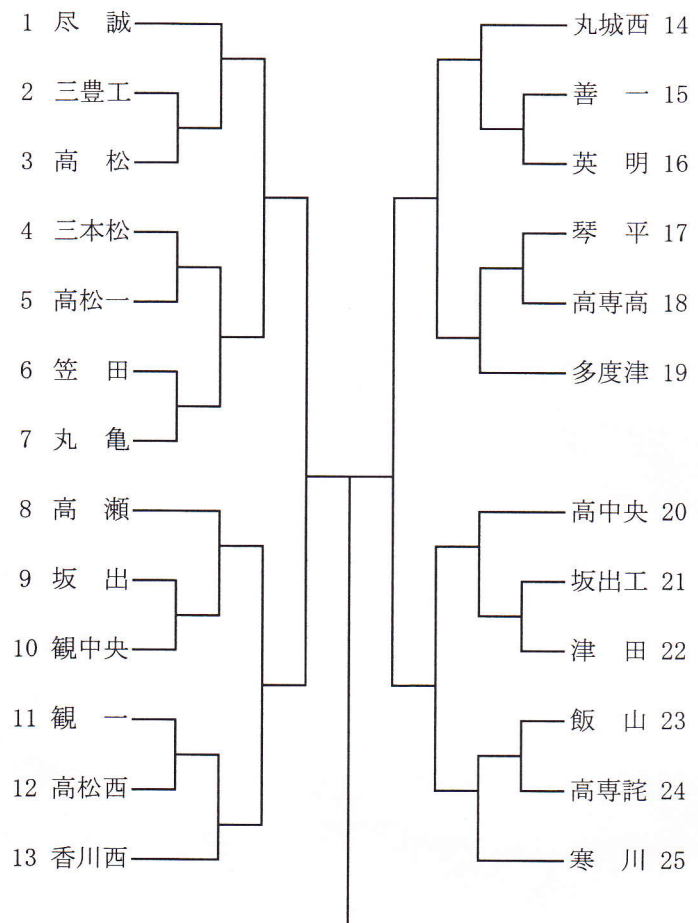 1 尽 誠
2 三豊工
3 高 松
4 三本松
5 高松一
6 笠 田
7 丸 亀
8 高 瀬
9 坂 出
10 観中央
11 観 一
12 高松西
13 香川西
丸城西 14
善 一 15
英 明 16
琴 平 17
高専高 18
多度津 19
高中央 20
坂出工 21
津 田 22
飯 山 23
高専詫 24
寒 川 25